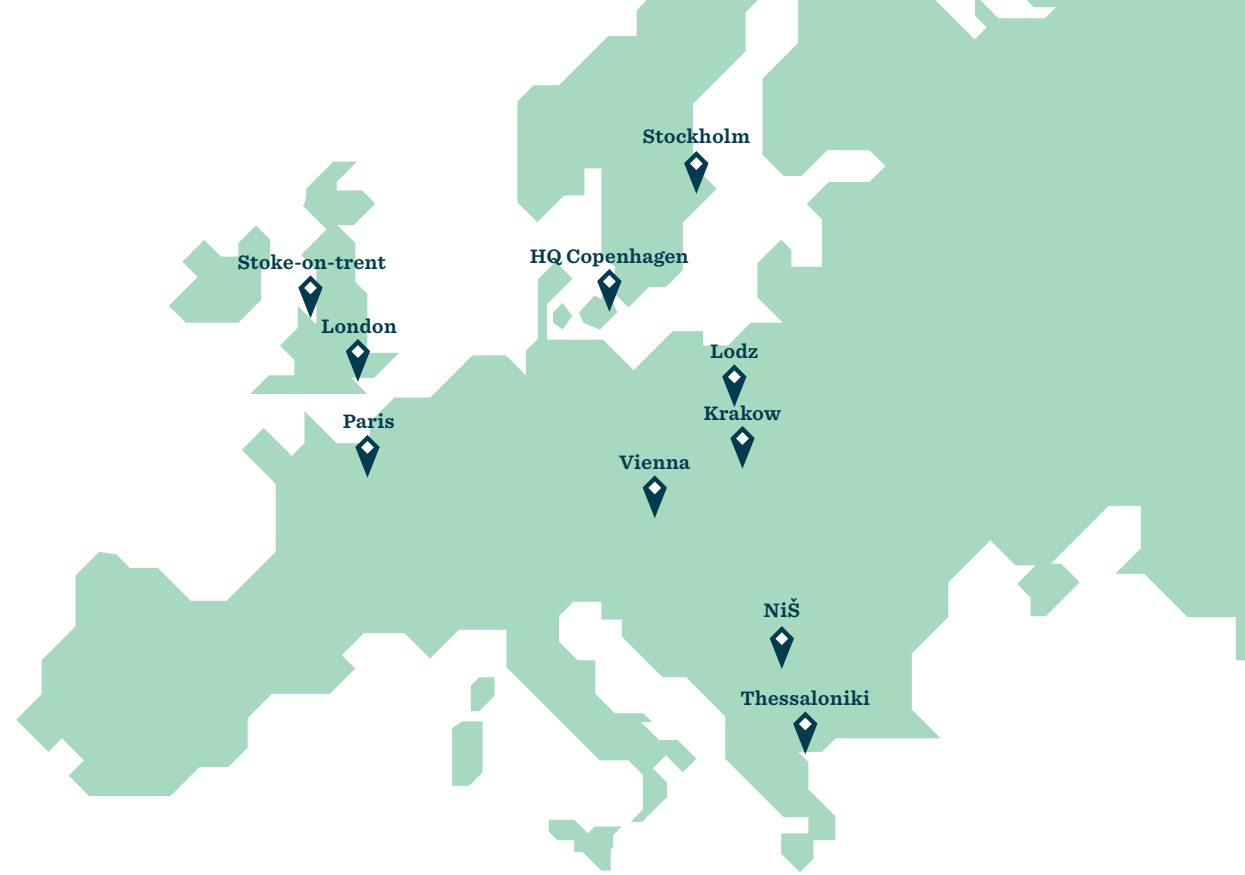 Stockholm
HQ Copenhagen
Stoke-on-trent
London
Lodz
Krakow
Paris
Vienna
NiŠ
Thessaloniki